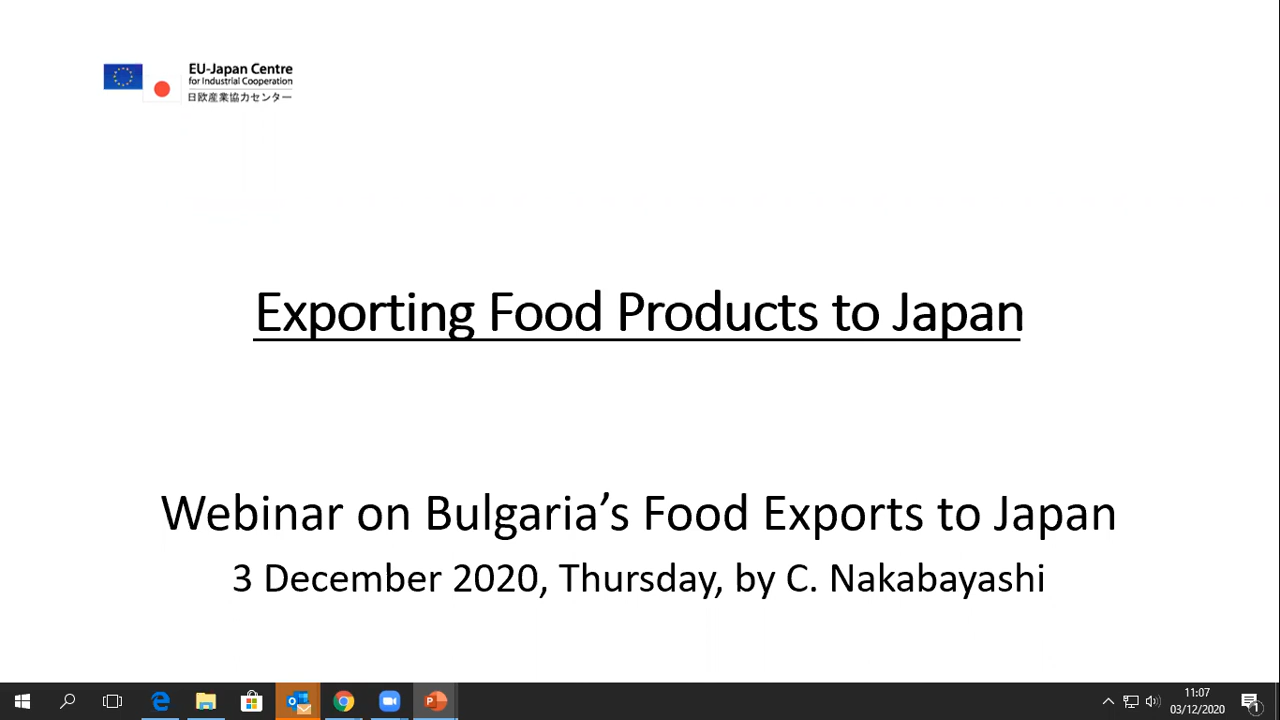 EU-Japan Centre
for Industrial Cooperation
日欧産業協力センター
Exporting Food Products to Japan
Webinar on Bulgaria’s Food Exports to Japan
3 December 2020, Thursday, by C. Nakabayashi
11:07
03/12/2020
1